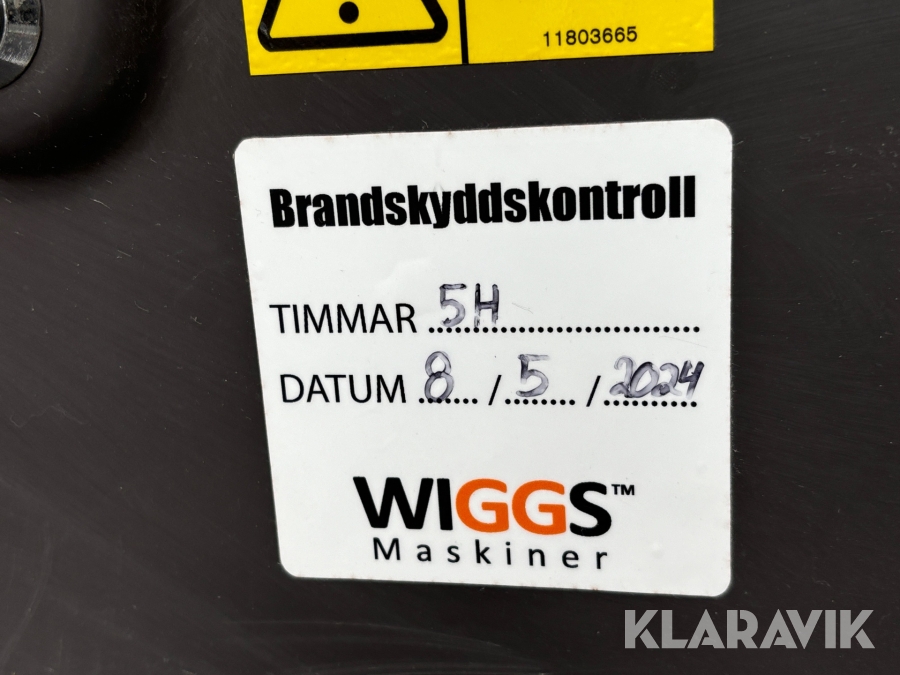 11803665
Brandskyddskontroll
TIMMAR 5H
DATUM 8 / 5 / 2024
WIGGS™
Maskiner
KLARAVIK